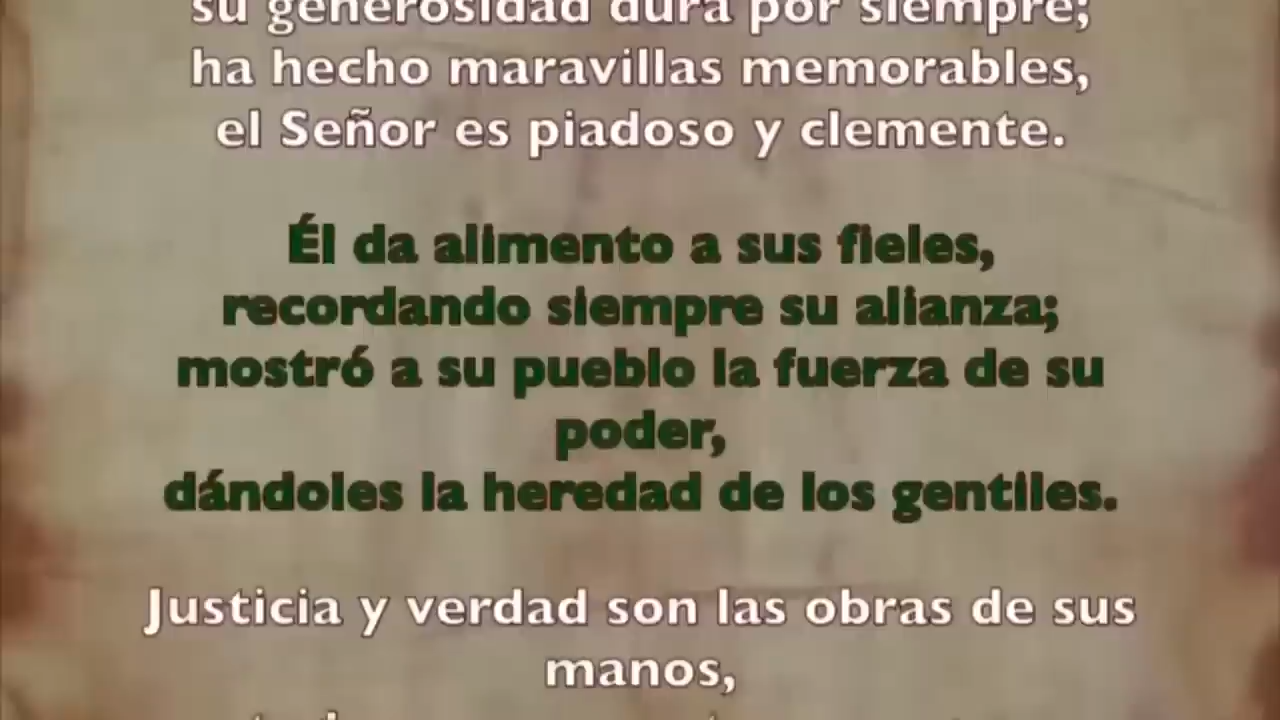 su generosidad dura por siempre;
ha hecho maravillas memorables,
el Señor es piadoso y clemente.
Él da alimento a sus fieles,
recordando siempre su alianza;
mostró a su pueblo la fuerza de su
poder,
dándoles la heredad de los gentiles.
Justicia y verdad son las obras de sus
manos,